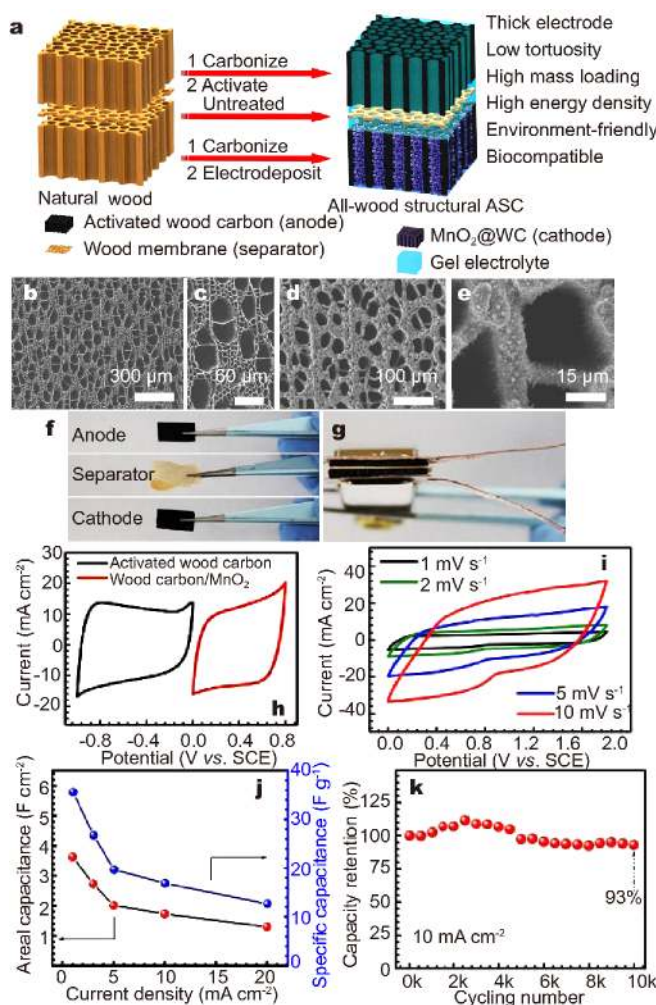 a
Thick electrode
Low tortuosity
High mass loading
High energy density
Environment-friendly
Biocompatible
1 Carbonize
2 Activate
Untreated
1 Carbonize
2 Electrodeposit
Natural wood
All-wood structural ASC
Activated wood carbon (anode)
Wood membrane (separator)
MnO₂@WC (cathode)
Gel electrolyte
b
300 µm
c
60 µm
d
100 µm
e
15 µm
f
Anode
Separator
Cathode
g
Current (mA cm⁻²)
30
20
10
0
-10
-20
Activated wood carbon
Wood carbon/MnO₂
h
-0.8 -0.4 0.0 0.4 0.8
Potential (V vs. SCE)
Current (mA cm⁻²)
40
20
0
-20
-40
1 mV s⁻¹
2 mV s⁻¹
i
5 mV s⁻¹
10 mV s⁻¹
0.0 0.4 0.8 1.2 1.6 2.0
Potential (V vs. SCE)
Areal capacitance (F cm⁻²)
6
5
4
3
2
1
j
40
30
20
10
0
Specific capacitance (F g⁻¹)
0 5 10 15 20
Current density (mA cm⁻²)
Capacity retention (%)
125
100
75
50
25
0
k
93%
10 mA cm⁻²
0k 2k 4k 6k 8k 10k
Cycling number